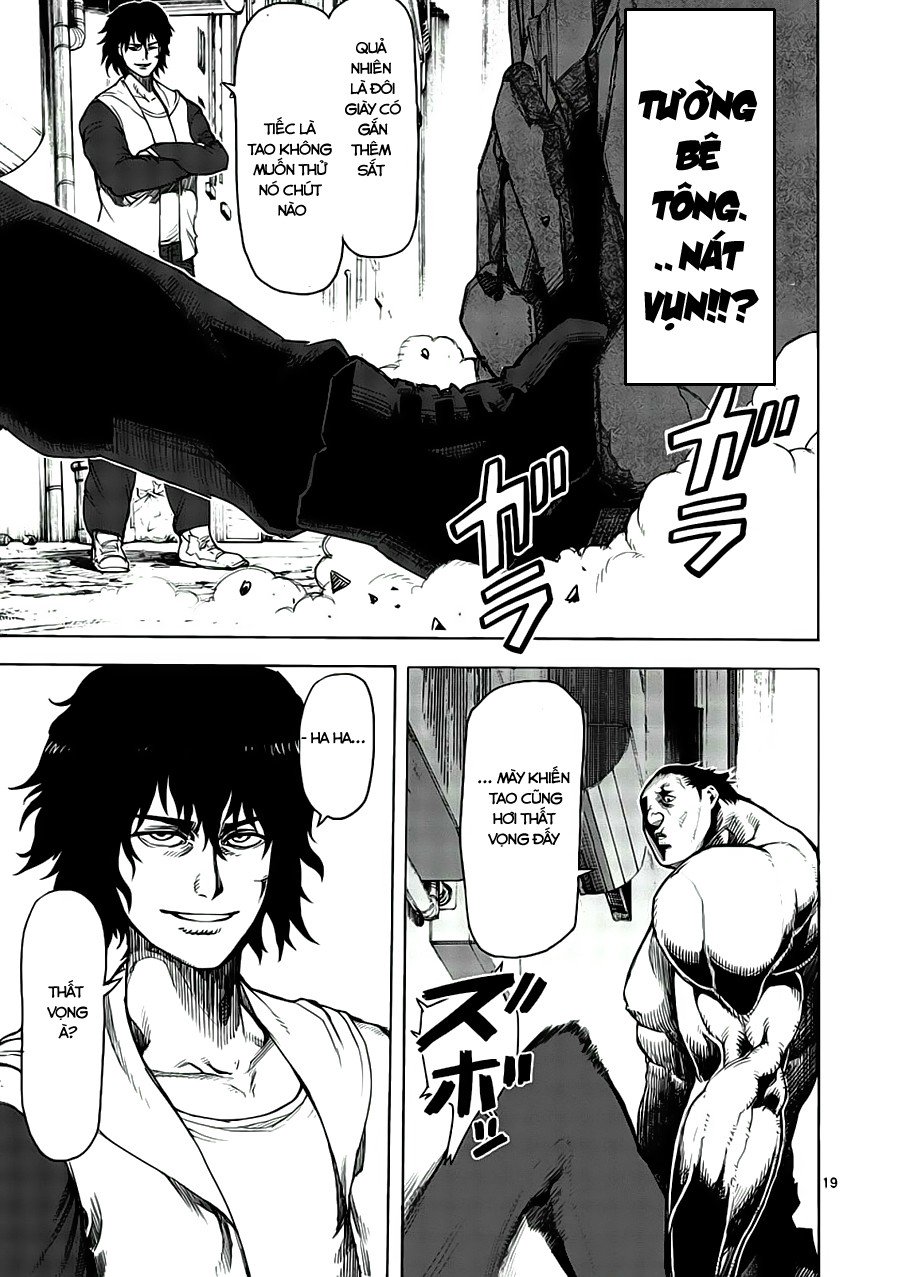 TƯỜNG
BÊ
TÔNG.
..NÁT
VỤN!!!?
QUẢ
NHIÊN
LÀ ĐÔI
GIÀY CÓ
GẮN
THÊM
SẮT
TIẾC LÀ
TAO KHÔNG
MUỐN THỬ
NÓ CHÚT
NÀO
ガラ
ガラ
... MÀY KHIẾN
TAO CŨNG
HƠI THẤT
VỌNG ĐẤY
ズボッ
- HA HA...
THẤT
VỌNG
À?
19